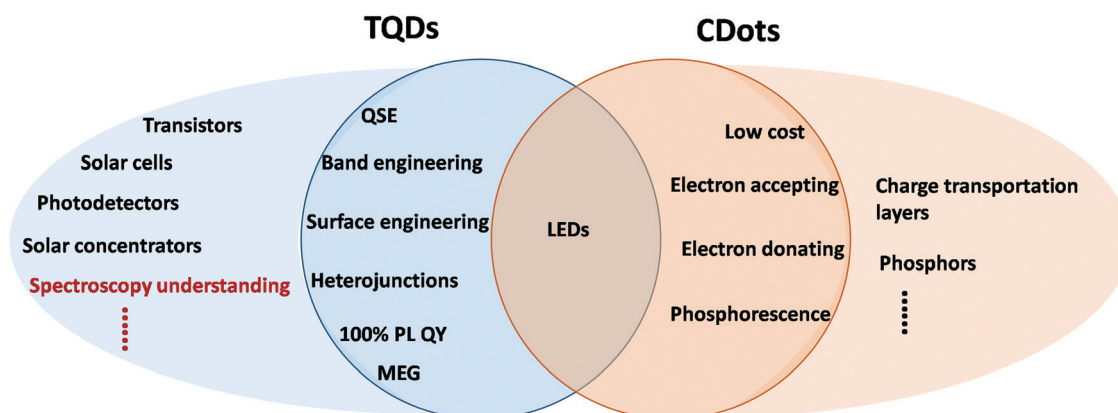 TQDs
CDots
Transistors
Solar cells
Photodetectors
Solar concentrators
Spectroscopy understanding
QSE
Band engineering
Surface engineering
Heterojunctions
100% PL QY
MEG
LEDs
Low cost
Electron accepting
Electron donating
Phosphorescence
Charge transportation
layers
Phosphors